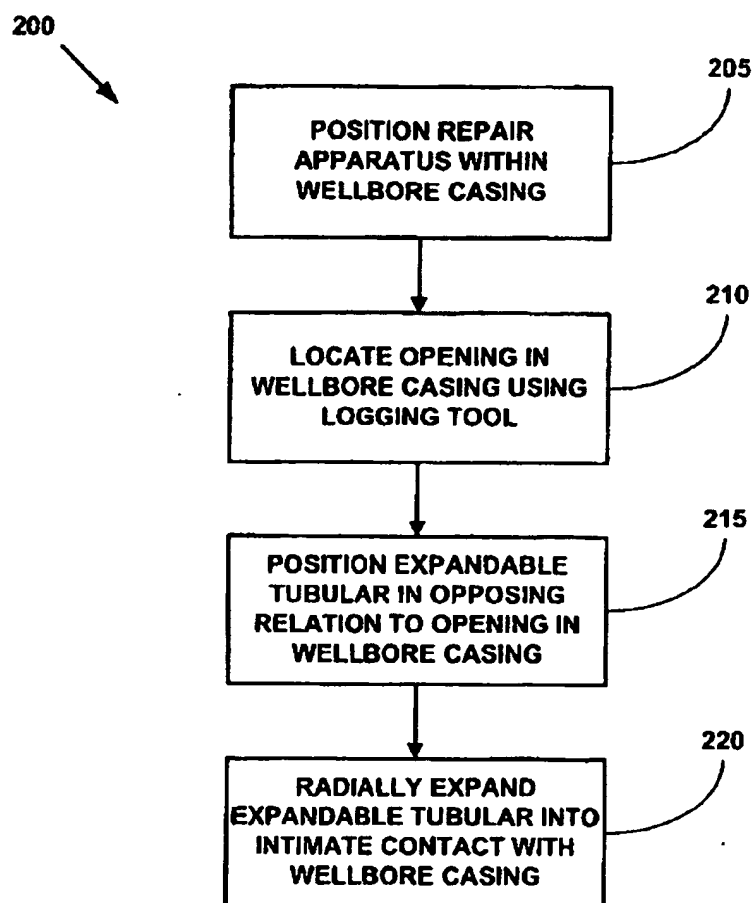 200
205
POSITION REPAIR
APPARATUS WITHIN
WELLBORE CASING
210
LOCATE OPENING IN
WELLBORE CASING USING
LOGGING TOOL
215
POSITION EXPANDABLE
TUBULAR IN OPPOSING
RELATION TO OPENING IN
WELLBORE CASING
220
RADIALLY EXPAND
EXPANDABLE TUBULAR INTO
INTIMATE CONTACT WITH
WELLBORE CASING